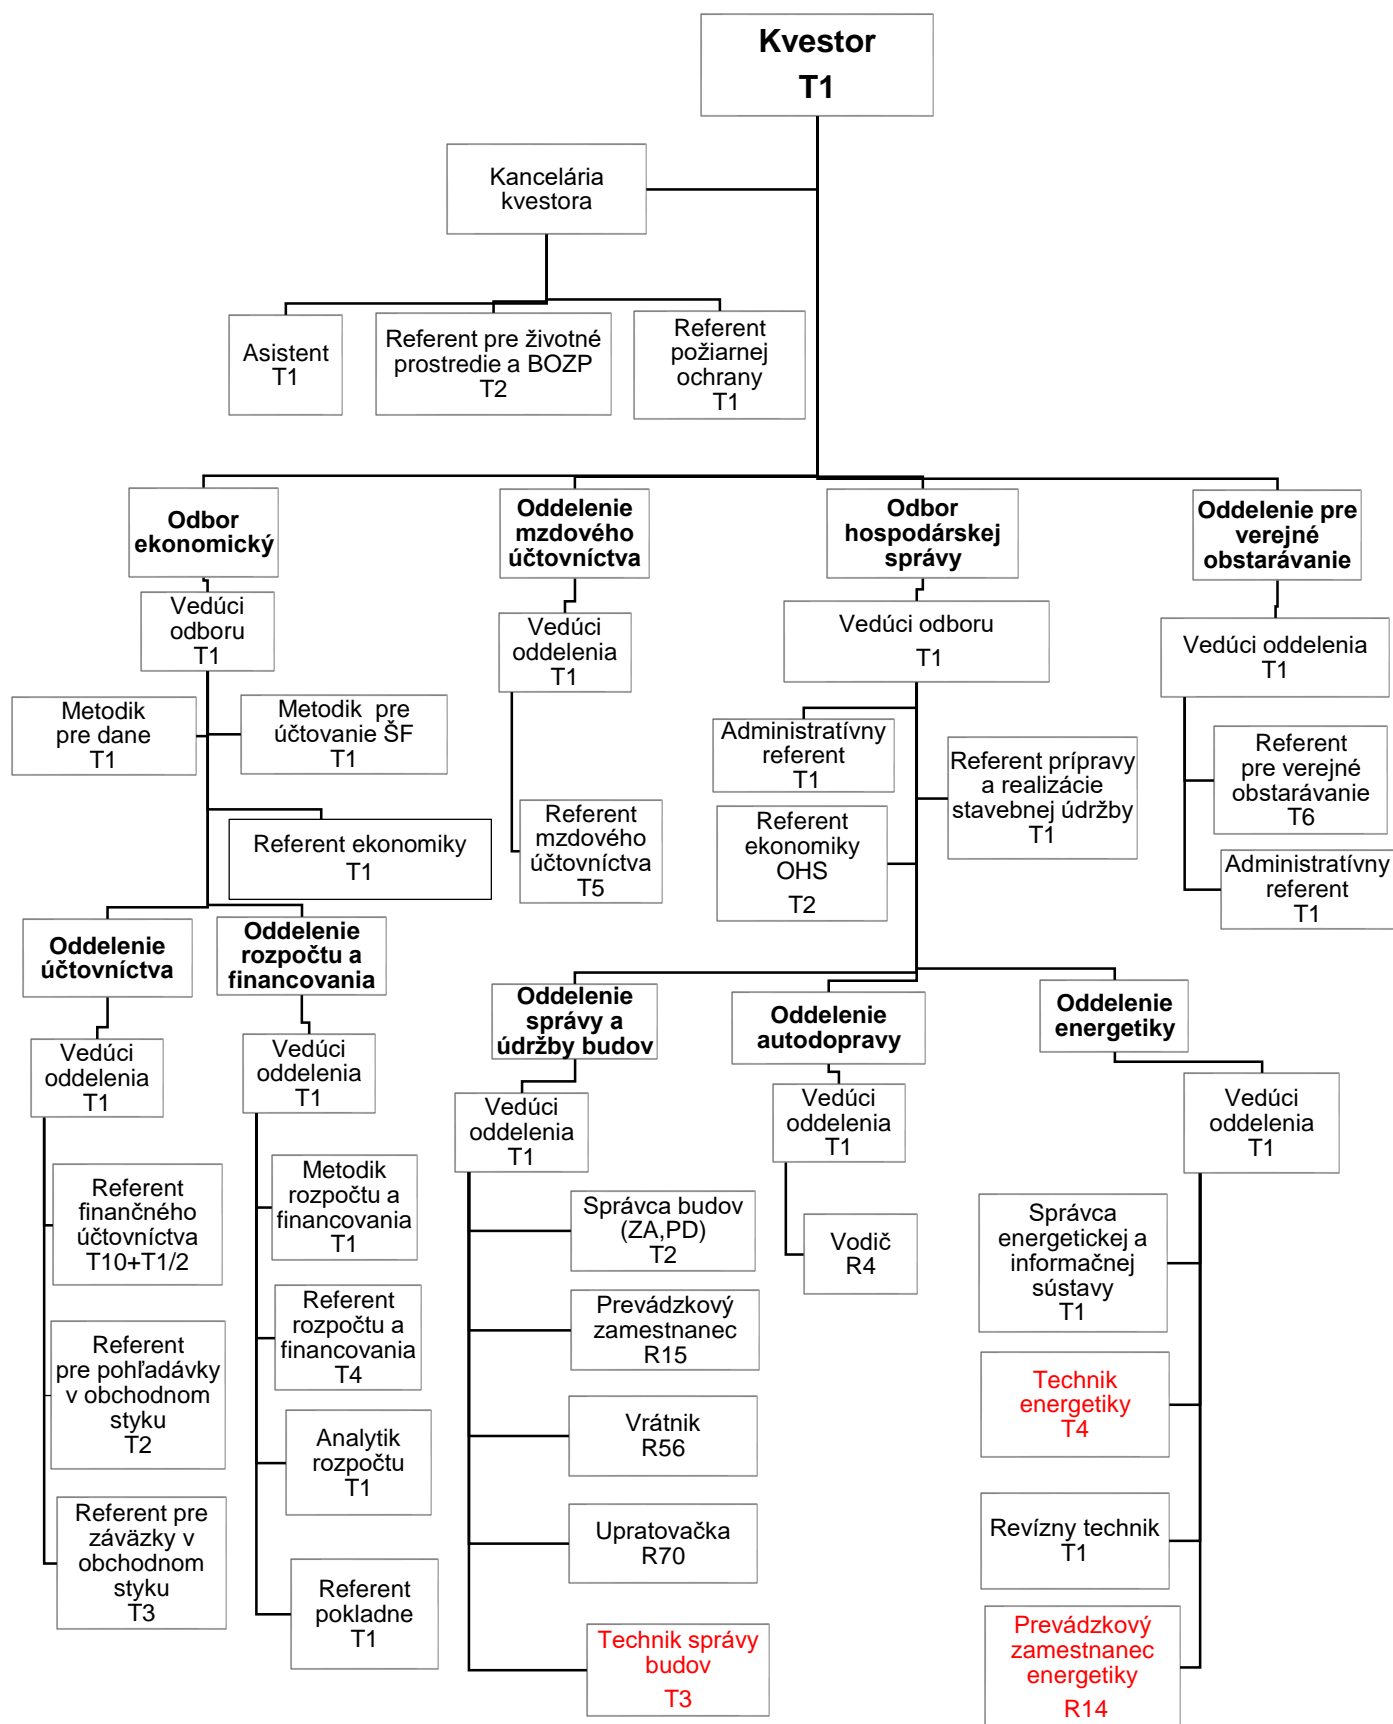 Kvestor
T1
Kancelária
kvestora
Asistent
T1
Referent pre životné
prostredie a BOZP
T2
Referent
požiarnej
ochrany
T1
Odbor
ekonomický
Oddelenie
mzdového
účtovníctva
Odbor
hospodárskej
správy
Oddelenie pre
verejné
obstarávanie
Vedúci
odboru
T1
Vedúci
oddelenia
T1
Vedúci odboru
T1
Vedúci oddelenia
T1
Metodik
pre dane
T1
Metodik  pre
účtovanie ŠF
T1
Referent ekonomiky
T1
Referent
mzdového
účtovníctva
T5
Administratívny
referent
T1
Referent prípravy
a realizácie
stavebnej údržby
T1
Referent
ekonomiky
OHS
T2
Referent
pre verejné
obstarávanie
T6
Administratívny
referent
T1
Oddelenie
účtovníctva
Oddelenie
rozpočtu a
financovania
Oddelenie
správy a
údržby budov
Oddelenie
autodopravy
Oddelenie
energetiky
Vedúci
oddelenia
T1
Vedúci
oddelenia
T1
Vedúci
oddelenia
T1
Vedúci
oddelenia
T1
Vedúci
oddelenia
T1
Referent
finančného
účtovníctva
T10+T1/2
Referent
pre pohľadávky
v obchodnom
styku
T2
Referent pre
záväzky v
obchodnom
styku
T3
Metodik
rozpočtu a
financovania
T1
Referent
rozpočtu a
financovania
T4
Analytik
rozpočtu
T1
Referent
pokladne
T1
Správca budov
(ZA,PD)
T2
Prevádzkový
zamestnanec
R15
Vrátnik
R56
Upratovačka
R70
Technik správy
budov
T3
Vodič
R4
Správca
energetickej a
informačnej
sústavy
T1
Technik
energetiky
T4
Revízny technik
T1
Prevádzkový
zamestnanec
energetiky
R14